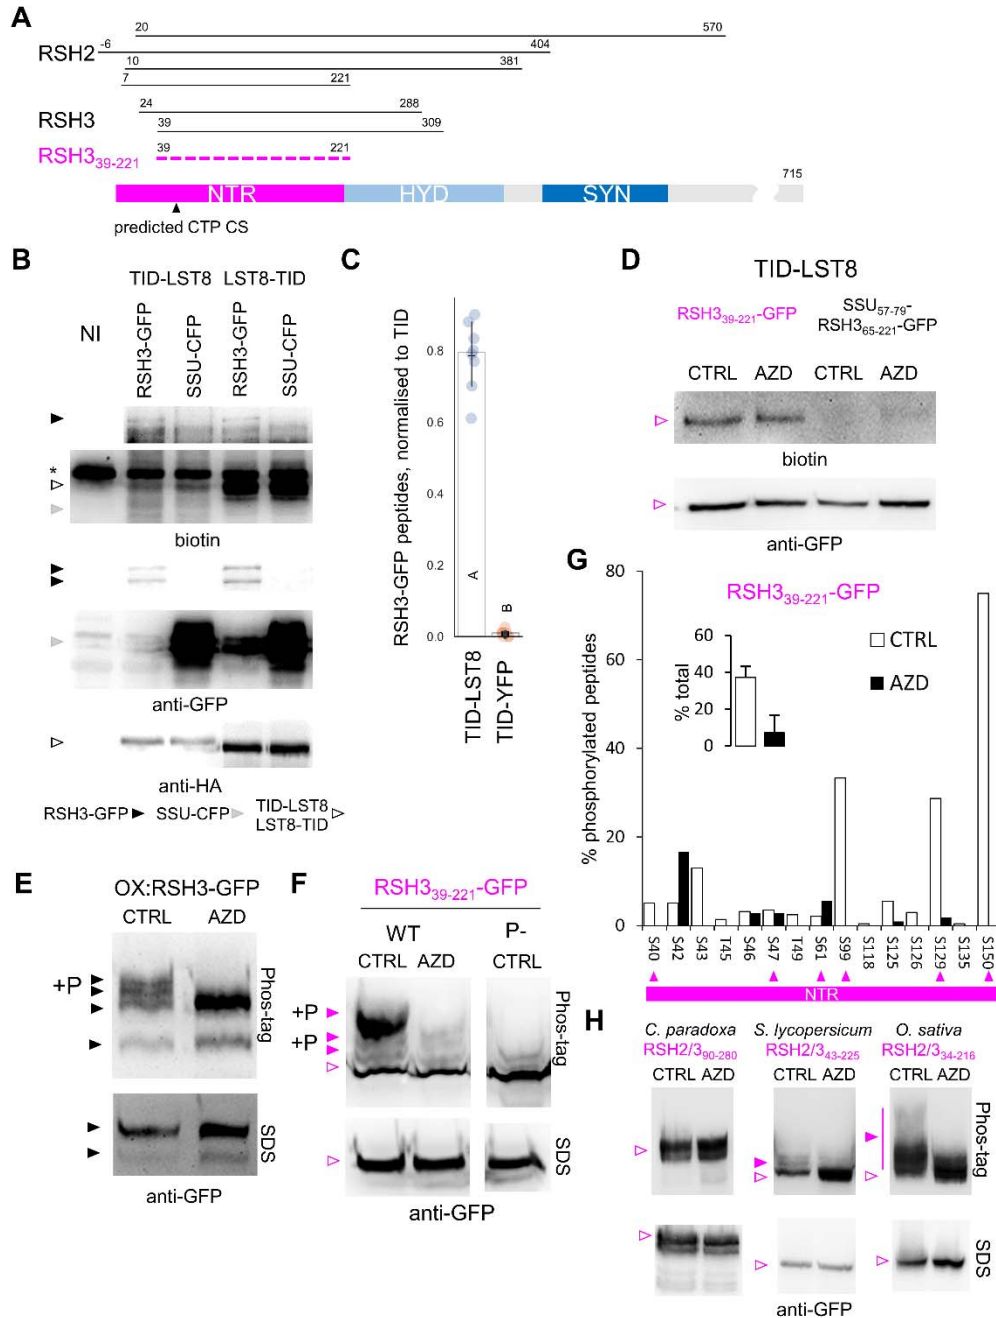 A
20
570
RSH2
-6
404
10
381
7
221
24
288
RSH3
39
309
RSH3₃₉₋₂₂₁
39
221
715
NTR
HYD
SYN
predicted CTP CS
B
TID-LST8
LST8-TID
NI
RSH3-GFP
SSU-CFP
RSH3-GFP
SSU-CFP
*
biotin
anti-GFP
anti-HA
RSH3-GFP
SSU-CFP
TID-LST8
LST8-TID
C
RSH3-GFP peptides, normalised to TID
0.8
0.6
0.4
0.2
0.0
A
B
TID-LST8
TID-YFP
D
TID-LST8
RSH3₃₉₋₂₂₁-GFP
SSU₅₇₋₇₉-
RSH3₆₅₋₂₂₁-GFP
CTRL
AZD
CTRL
AZD
biotin
anti-GFP
E
OX:RSH3-GFP
CTRL
AZD
+P
Phos-tag
SDS
anti-GFP
F
RSH3₃₉₋₂₂₁-GFP
WT
P-
CTRL
AZD
CTRL
+P
+P
Phos-tag
SDS
anti-GFP
G
RSH3₃₉₋₂₂₁-GFP
% phosphorylated peptides
80
60
40
20
0
% total
60
40
20
0
CTRL
AZD
S40
S42
S43
T45
S46
S47
T49
S61
S99
S118
S125
S126
S129
S135
S150
NTR
H
C. paradoxa
RSH2/3₉₀₋₂₈₀
S. lycopersicum
RSH2/3₄₃₋₂₂₅
O. sativa
RSH2/3₃₄₋₂₁₆
CTRL
AZD
CTRL
AZD
CTRL
AZD
Phos-tag
SDS
anti-GFP